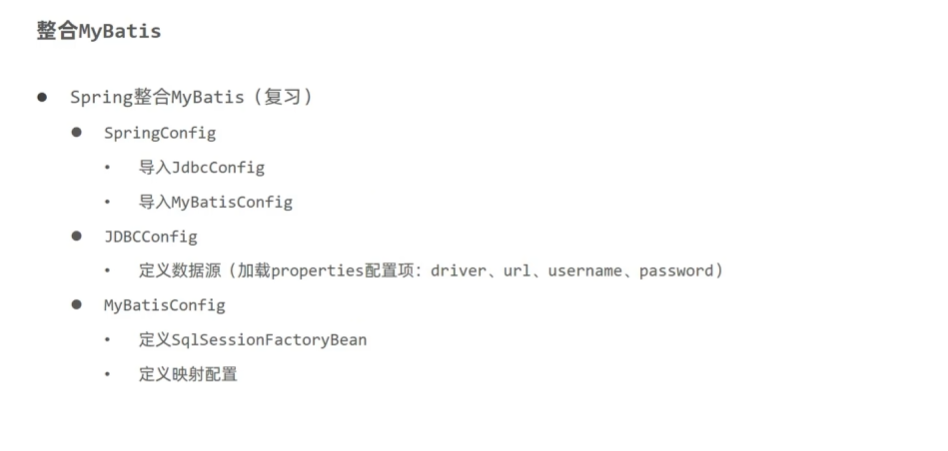 整合MyBatis
Spring整合MyBatis（复习）
SpringConfig
导入JdbcConfig
导入MyBatisConfig
JDBCConfig
定义数据源（加载properties配置项：driver、url、username、password）
MyBatisConfig
定义SqlSessionFactoryBean
定义映射配置